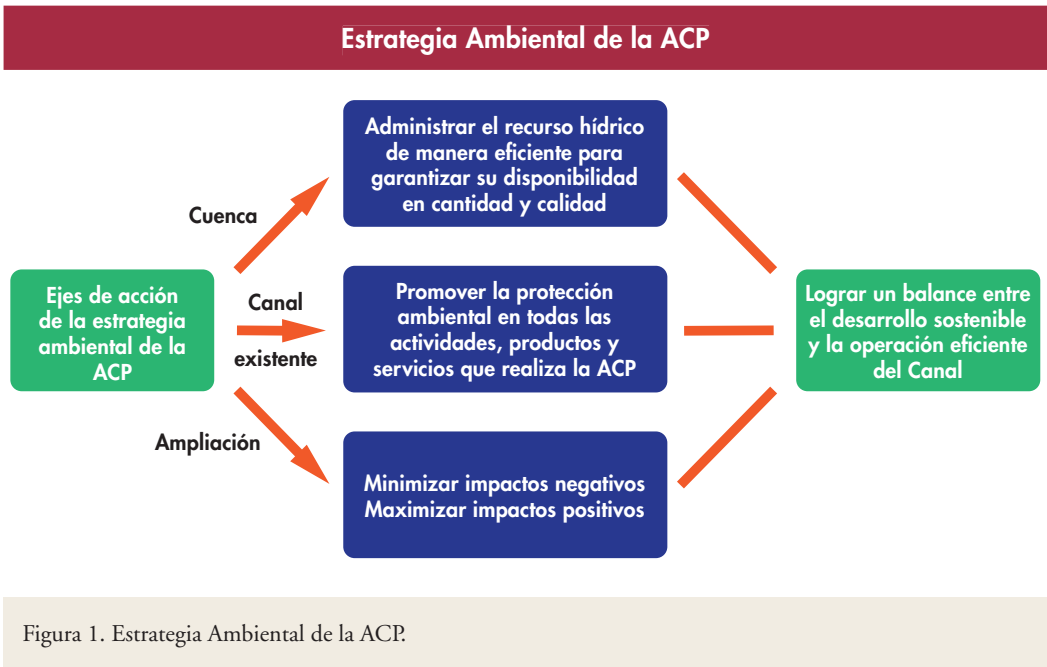 Estrategia Ambiental de la ACP
Administrar el recurso hídrico
de manera eficiente para
garantizar su disponibilidad
en cantidad y calidad
Cuenca
Ejes de acción
de la estrategia
ambiental de la
ACP
Canal
existente
Promover la protección
ambiental en todas las
actividades, productos y
servicios que realiza la ACP
Lograr un balance entre
el desarrollo sostenible
y la operación eficiente
del Canal
Ampliación
Minimizar impactos negativos
Maximizar impactos positivos
Figura 1. Estrategia Ambiental de la ACP.